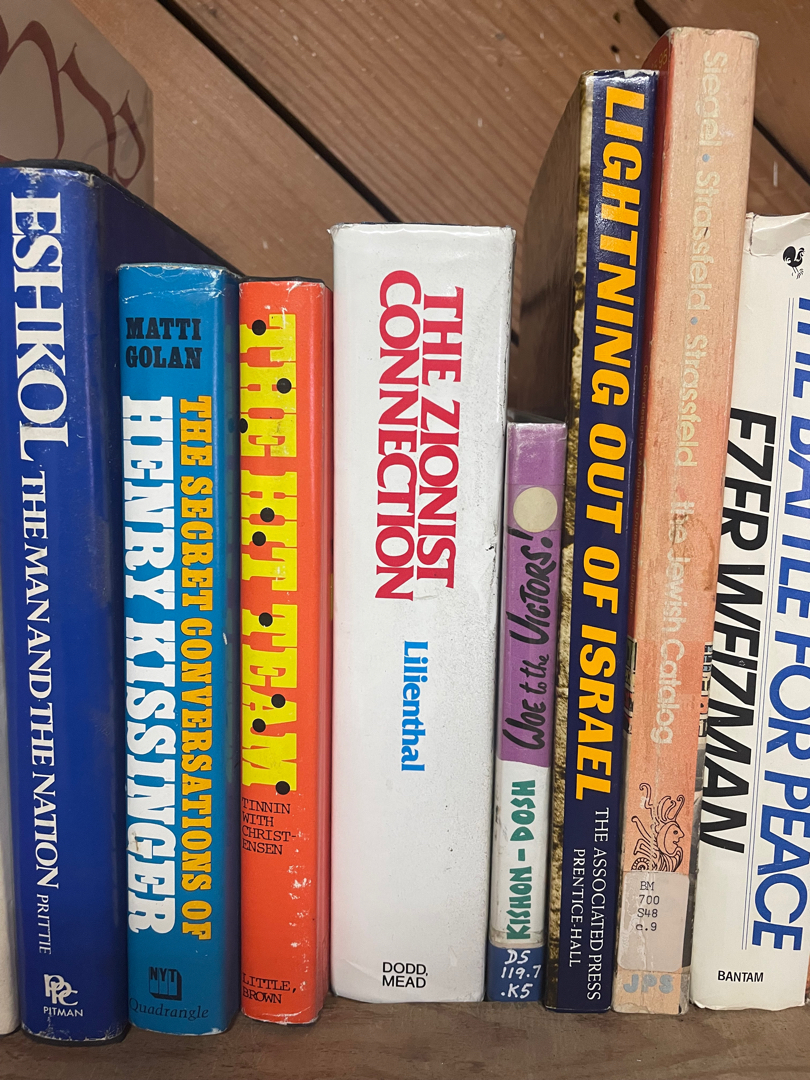 ESHKOL THE MAN AND THE NATION PRITTIE
PPC
PITMAN
MATTI
GOLAN
THE SECRET CONVERSATIONS OF
HENRY KISSINGER
NYT
Quadrangle
THE HIT TEAM
TINNIN
WITH
CHRIST-
ENSEN
LITTLE,
BROWN
THE ZIONIST
CONNECTION
Lilienthal
DODD,
MEAD
WOE to the VICTORS!
KISHON-DOSH
DS
119.7
.K5
LIGHTNING OUT OF ISRAEL
THE ASSOCIATED PRESS
PRENTICE-HALL
Siegel • Strassfeld • Strassfeld the Jewish Catalog
BM
700
S48
c.9
JPS
THE BATTLE FOR PEACE
EZER WEIZMAN
BANTAM